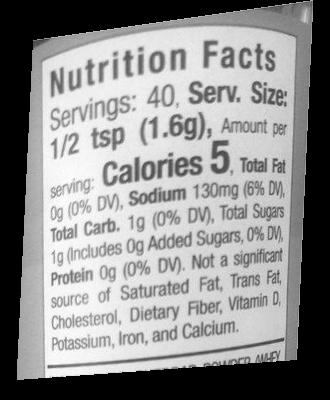 Nutrition Facts
Servings: 40, Serv. Size:
1/2 tsp (1.6g), Amount per
serving: Calories 5, Total Fat
0g (0% DV), Sodium 130mg (6% DV),
Total Carb. 1g (0% DV), Total Sugars
1g (Includes 0g Added Sugars, 0% DV),
Protein 0g (0% DV). Not a significant
source of Saturated Fat, Trans Fat,
Cholesterol, Dietary Fiber, Vitamin D,
Potassium, Iron, and Calcium.